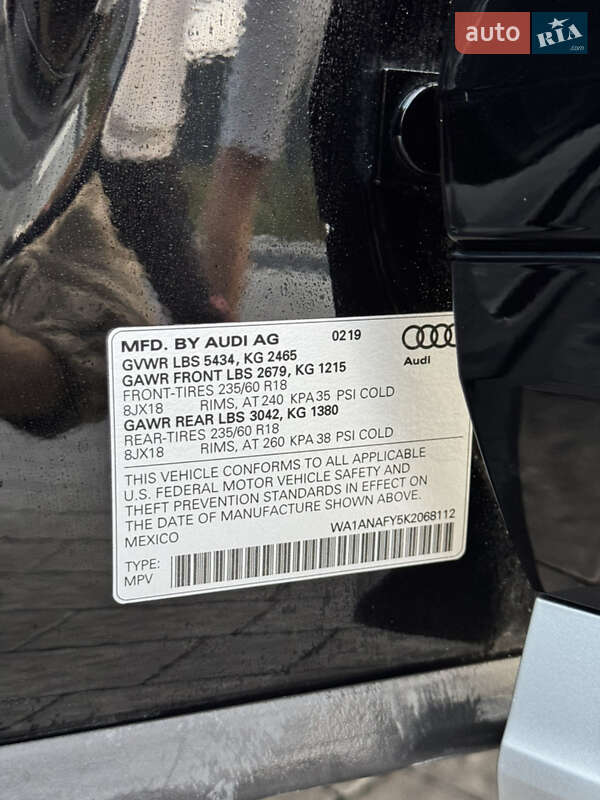 auto RIA.com
MFD. BY AUDI AG 0219
GVWR LBS 5434, KG 2465
GAWR FRONT LBS 2679, KG 1215
FRONT-TIRES 235/60 R18
8JX18 RIMS, AT 240 KPA 35 PSI COLD
GAWR REAR LBS 3042, KG 1380
REAR-TIRES 235/60 R18
8JX18 RIMS, AT 260 KPA 38 PSI COLD
Audi
THIS VEHICLE CONFORMS TO ALL APPLICABLE
U.S. FEDERAL MOTOR VEHICLE SAFETY AND
THEFT PREVENTION STANDARDS IN EFFECT ON
THE DATE OF MANUFACTURE SHOWN ABOVE.
MEXICO WA1ANAFY5K2068112
TYPE:
MPV